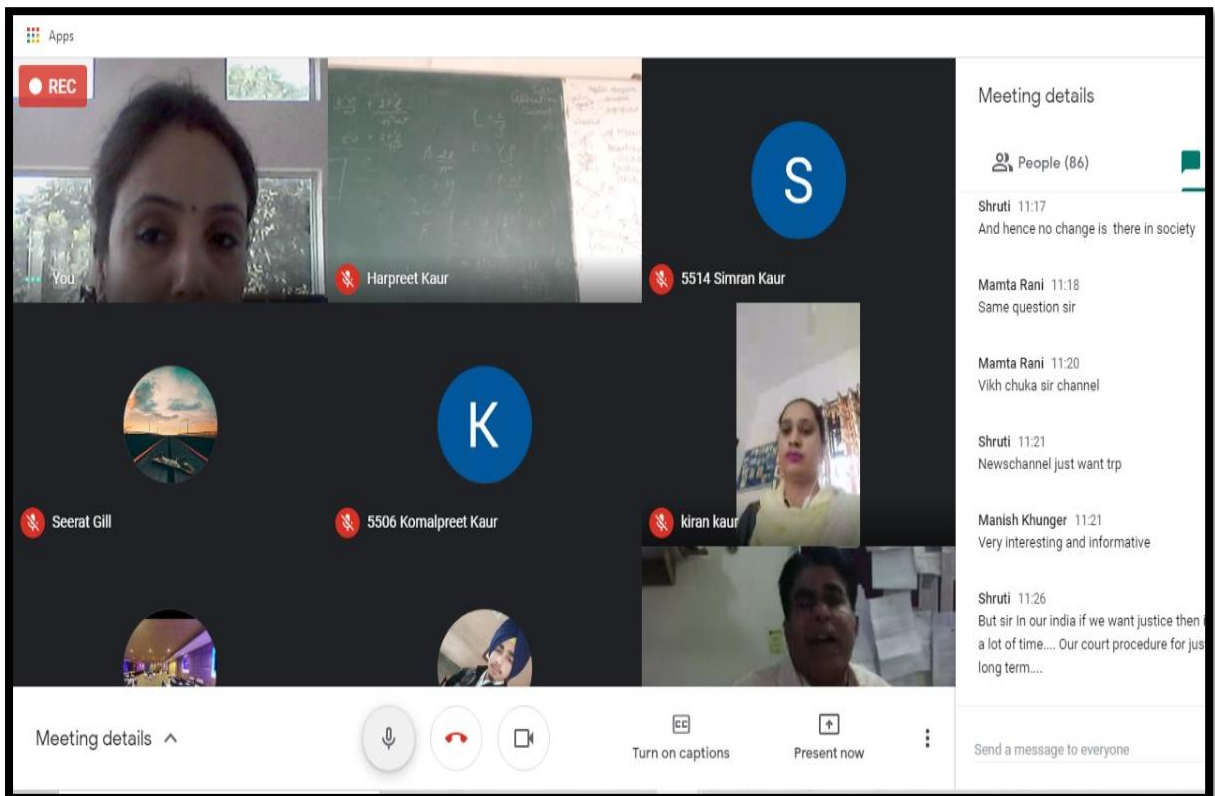 Apps
REC
You
Harpreet Kaur
S
5514 Simran Kaur
Seerat Gill
K
5506 Komalpreet Kaur
kiran kaur
Meeting details
People (86)
Shruti 11:17
And hence no change is there in society
Mamta Rani 11:18
Same question sir
Mamta Rani 11:20
Vikh chuka sir channel
Shruti 11:21
Newschannel just want trp
Manish Khunger 11:21
Very interesting and informative
Shruti 11:26
But sir In our india if we want justice then
a lot of time.... Our court procedure for
long term....
Send a message to everyone
Meeting details
CC
Turn on captions
Present now